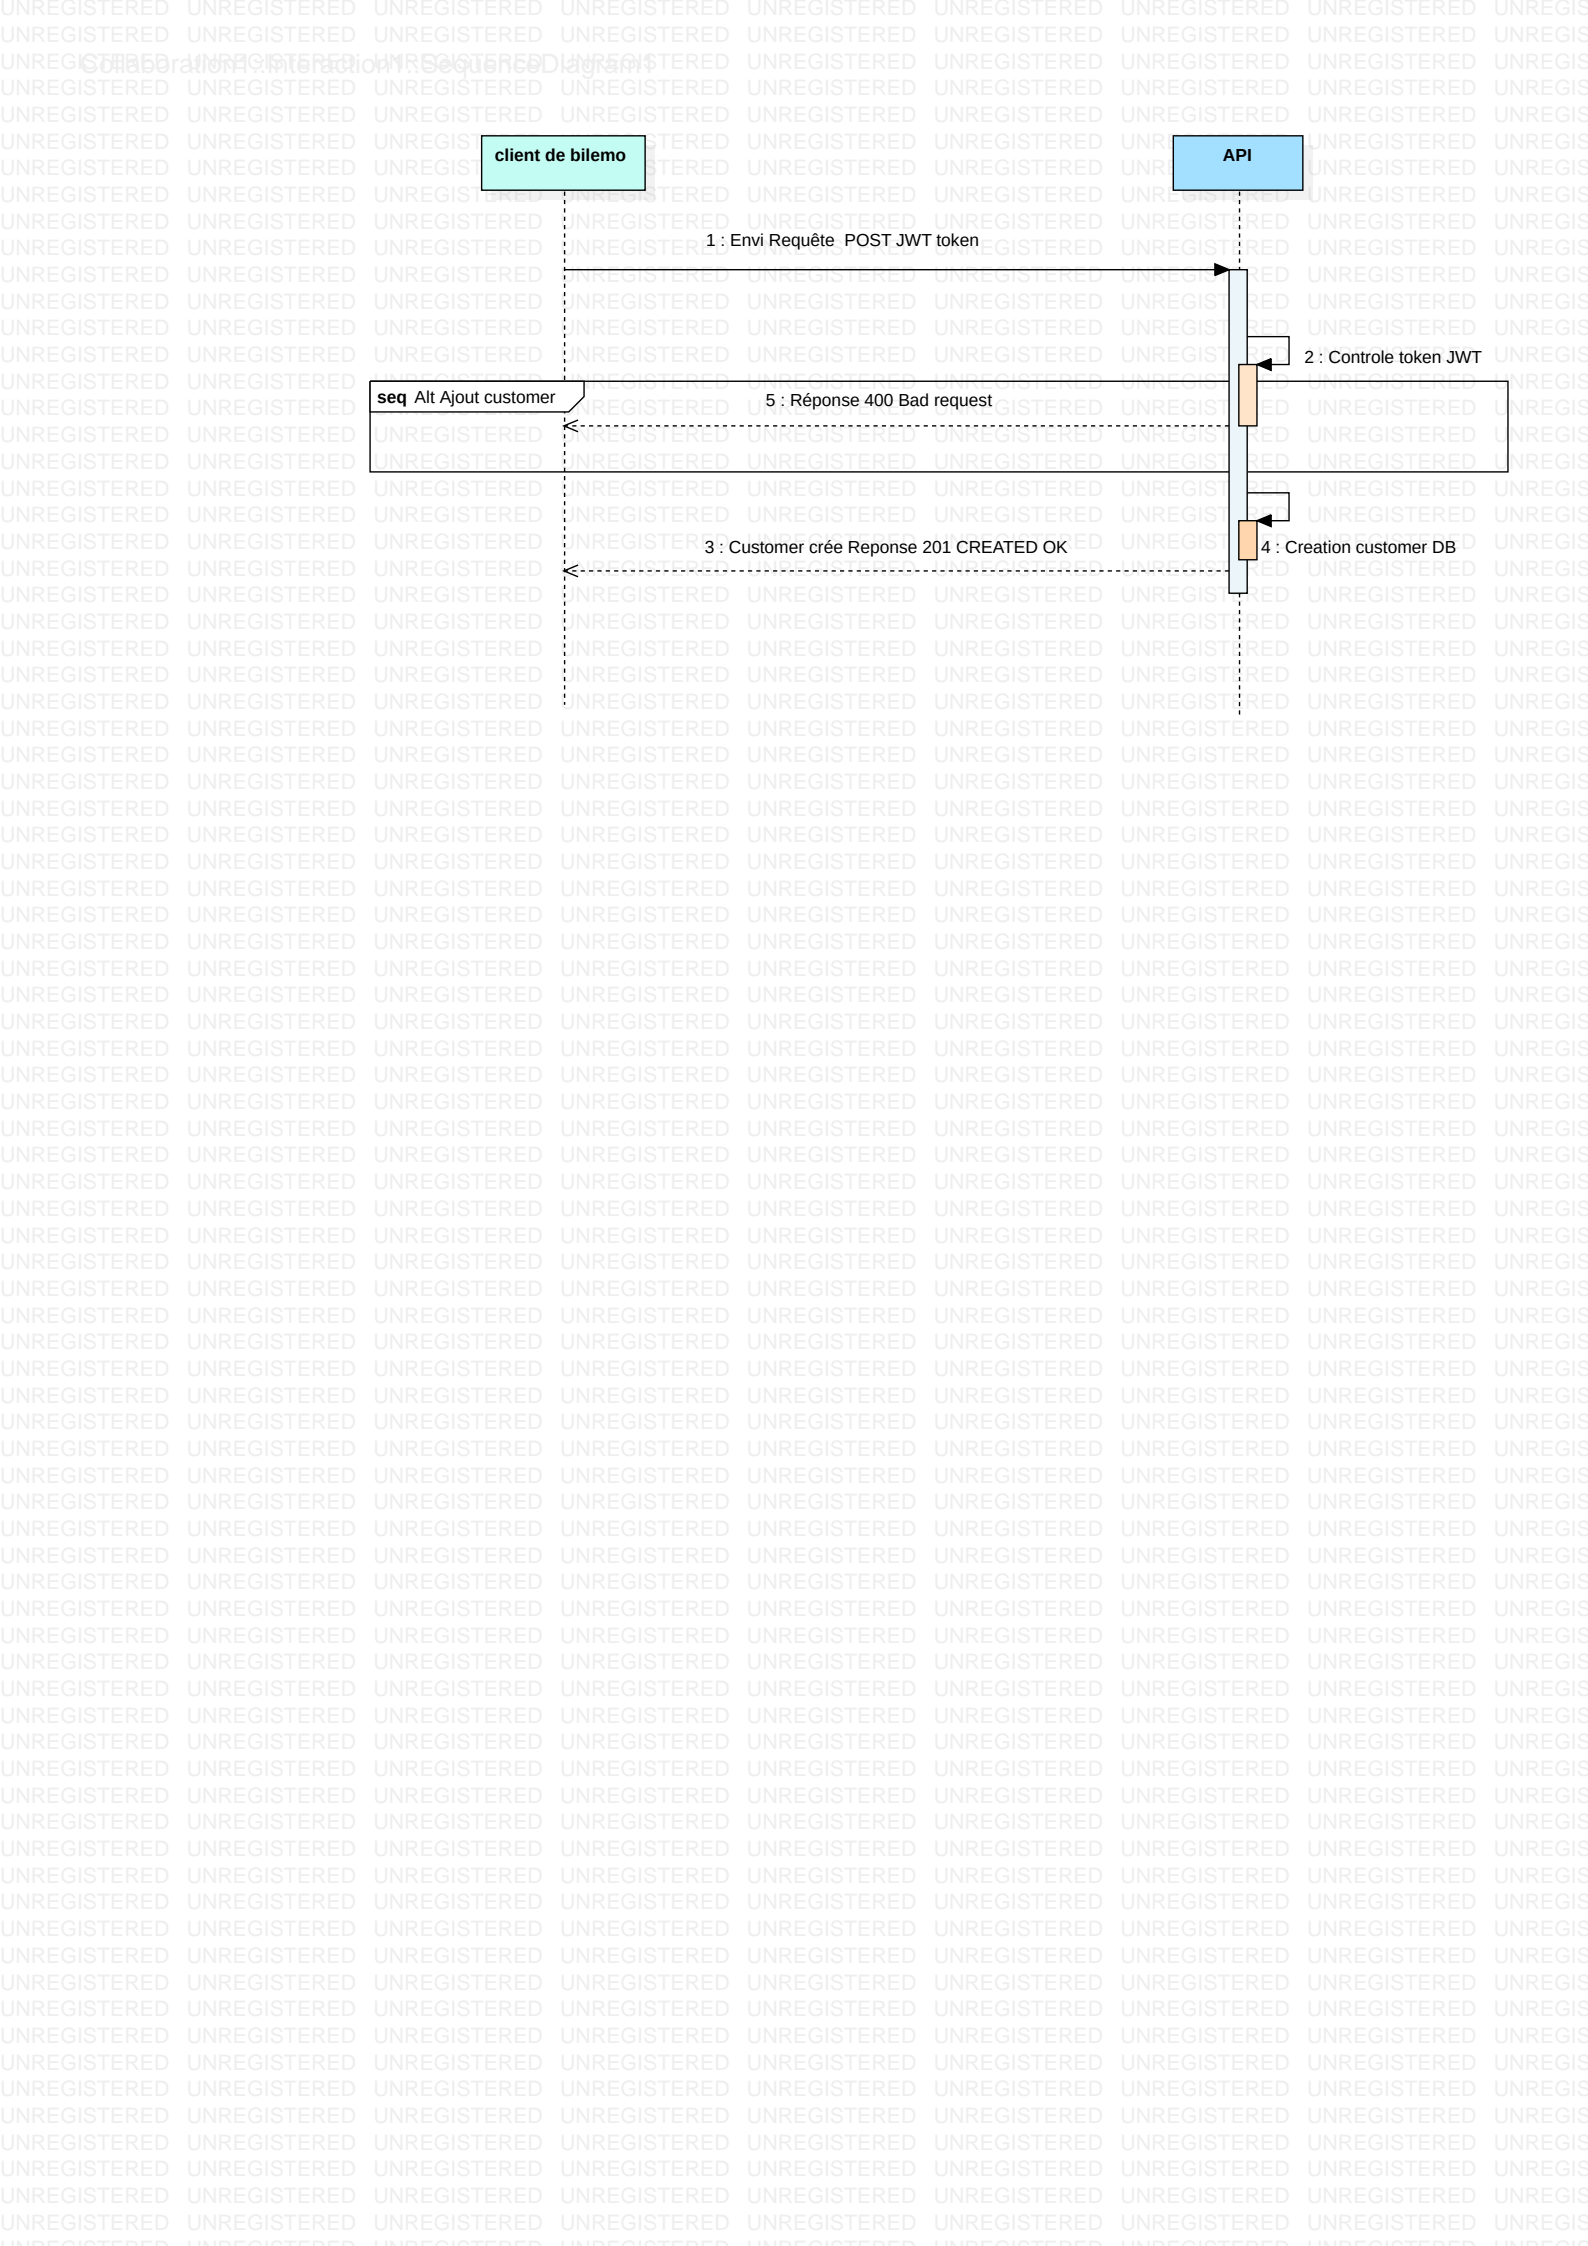 Collaboration1::Interaction1::SequenceDiagram1
client de bilemo
API
1 : Envi Requête  POST JWT token
2 : Controle token JWT
seq Alt Ajout customer
5 : Réponse 400 Bad request
3 : Customer crée Reponse 201 CREATED OK
4 : Creation customer DB
UNREGISTERED